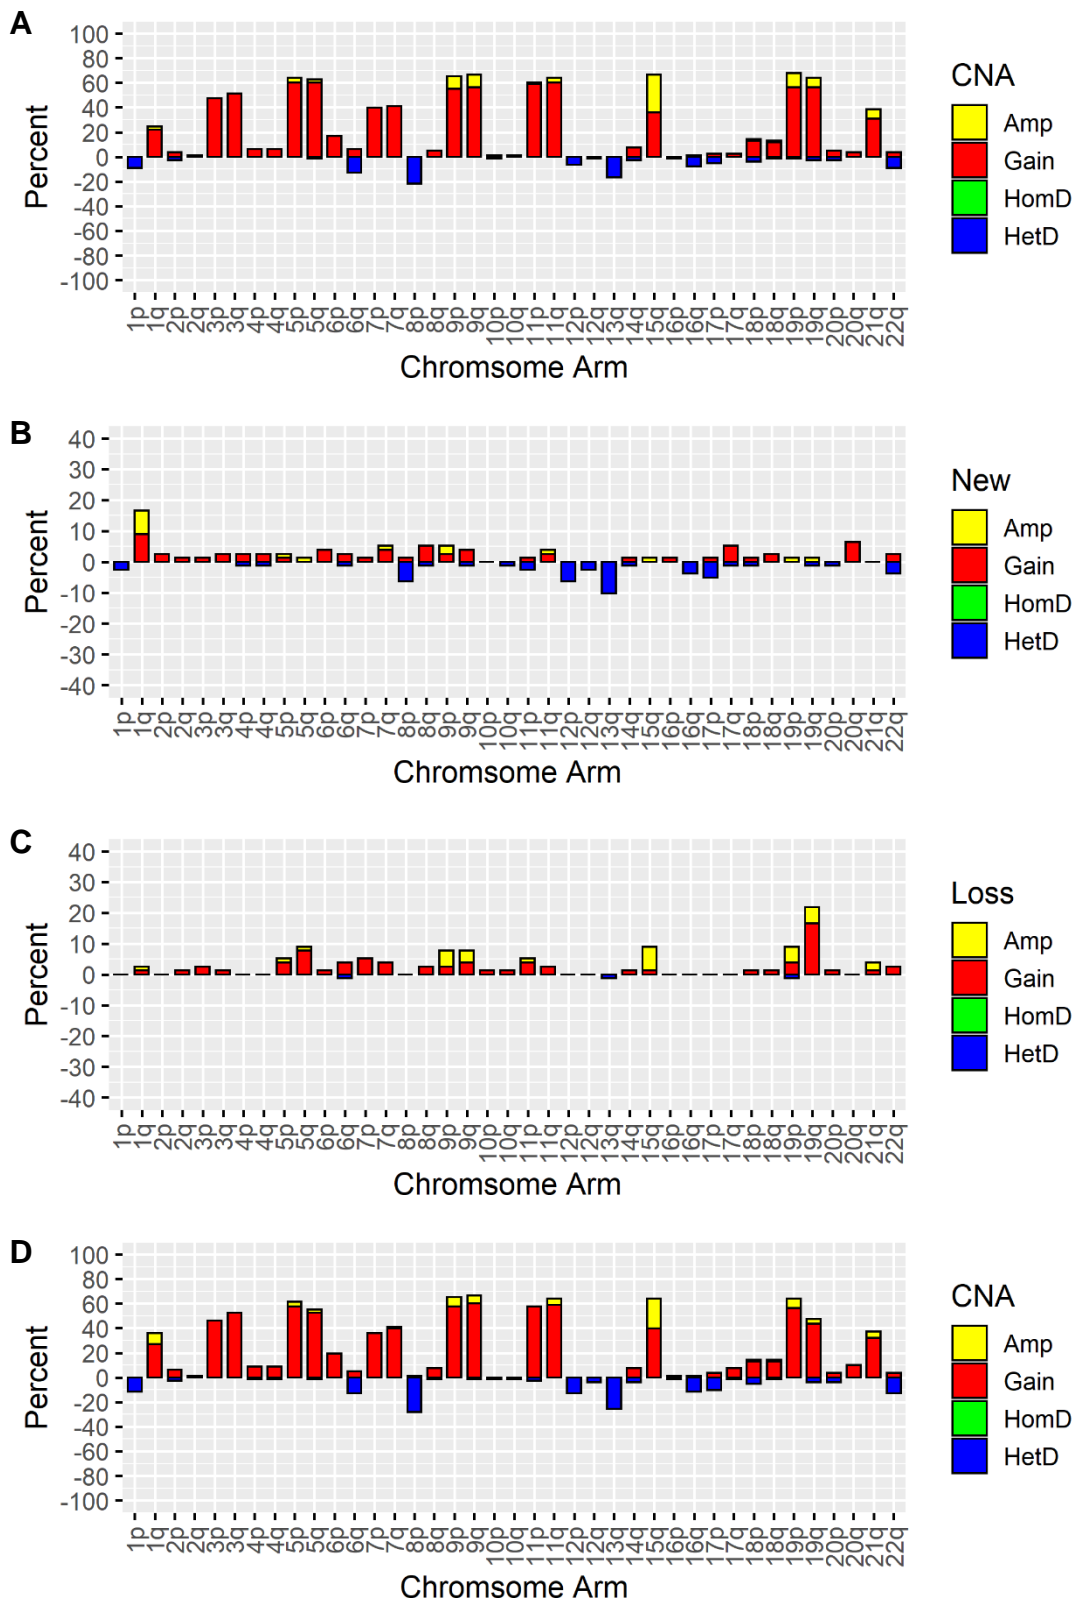 A
100
80
60
40
20
0
-20
-40
-60
-80
-100
Percent
1p 1q 2p 2q 3p 3q 4p 4q 5p 5q 6p 6q 7p 7q 8p 8q 9p 9q 10p 10q 11p 11q 12p 12q 13q 14q 15q 16p 16q 17p 17q 18p 18q 19p 19q 20p 20q 21q 22q
Chromsome Arm
CNA
Amp
Gain
HomD
HetD
B
40
30
20
10
0
-10
-20
-30
-40
Percent
1p 1q 2p 2q 3p 3q 4p 4q 5p 5q 6p 6q 7p 7q 8p 8q 9p 9q 10p 10q 11p 11q 12p 12q 13q 14q 15q 16p 16q 17p 17q 18p 18q 19p 19q 20p 20q 21q 22q
Chromsome Arm
New
Amp
Gain
HomD
HetD
C
40
30
20
10
0
-10
-20
-30
-40
Percent
1p 1q 2p 2q 3p 3q 4p 4q 5p 5q 6p 6q 7p 7q 8p 8q 9p 9q 10p 10q 11p 11q 12p 12q 13q 14q 15q 16p 16q 17p 17q 18p 18q 19p 19q 20p 20q 21q 22q
Chromsome Arm
Loss
Amp
Gain
HomD
HetD
D
100
80
60
40
20
0
-20
-40
-60
-80
-100
Percent
1p 1q 2p 2q 3p 3q 4p 4q 5p 5q 6p 6q 7p 7q 8p 8q 9p 9q 10p 10q 11p 11q 12p 12q 13q 14q 15q 16p 16q 17p 17q 18p 18q 19p 19q 20p 20q 21q 22q
Chromsome Arm
CNA
Amp
Gain
HomD
HetD